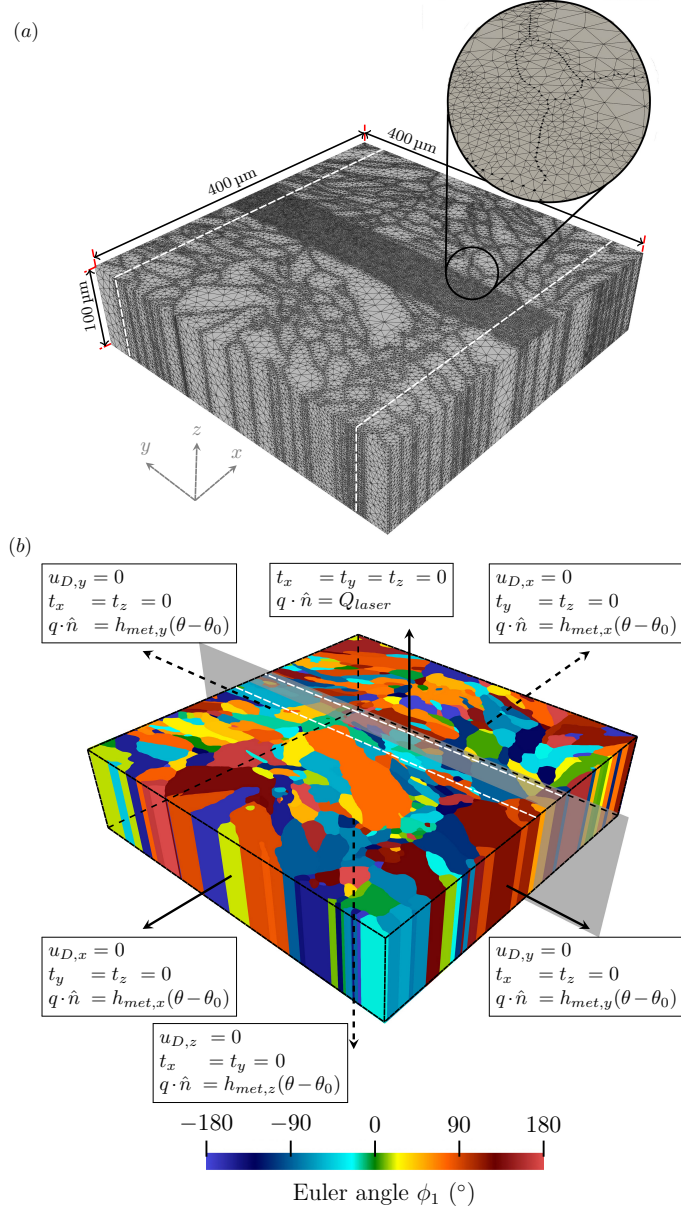 (a)
400 µm
400 µm
100 µm
z
y
x
(b)
u_{D,y} = 0
t_x = t_z = 0
q · n̂ = h_{met,y}(θ − θ_0)
t_x = t_y = t_z = 0
q · n̂ = Q_{laser}
u_{D,x} = 0
t_y = t_z = 0
q · n̂ = h_{met,x}(θ − θ_0)
u_{D,x} = 0
t_y = t_z = 0
q · n̂ = h_{met,x}(θ − θ_0)
u_{D,y} = 0
t_x = t_z = 0
q · n̂ = h_{met,y}(θ − θ_0)
u_{D,z} = 0
t_x = t_y = 0
q · n̂ = h_{met,z}(θ − θ_0)
−180 −90 0 90 180
Euler angle ϕ_1 (°)